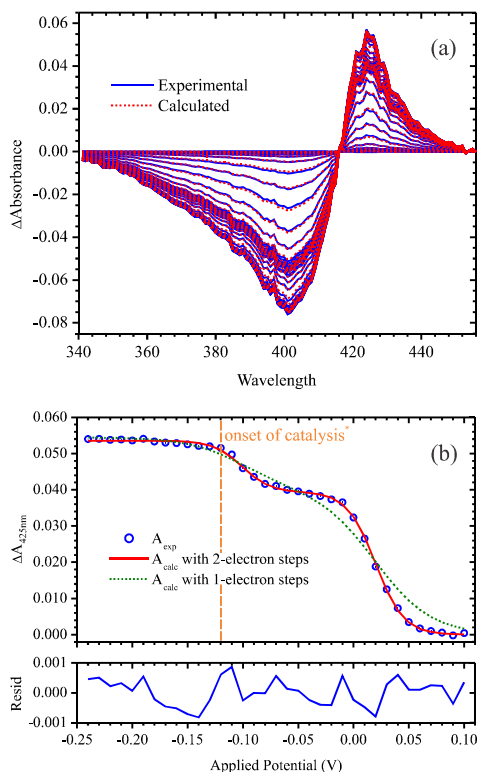 0.06
0.04
0.02
0.00
-0.02
-0.04
-0.06
-0.08
ΔAbsorbance
(a)
Experimental
Calculated
340 360 380 400 420 440
Wavelength
0.060
0.050
0.040
0.030
0.020
0.010
0.000
ΔA425nm
onset of catalysis*
(b)
Aexp
Acalc with 2-electron steps
Acalc with 1-electron steps
0.001
0.000
-0.001
Resid
-0.25 -0.20 -0.15 -0.10 -0.05 0.00 0.05 0.10
Applied Potential (V)